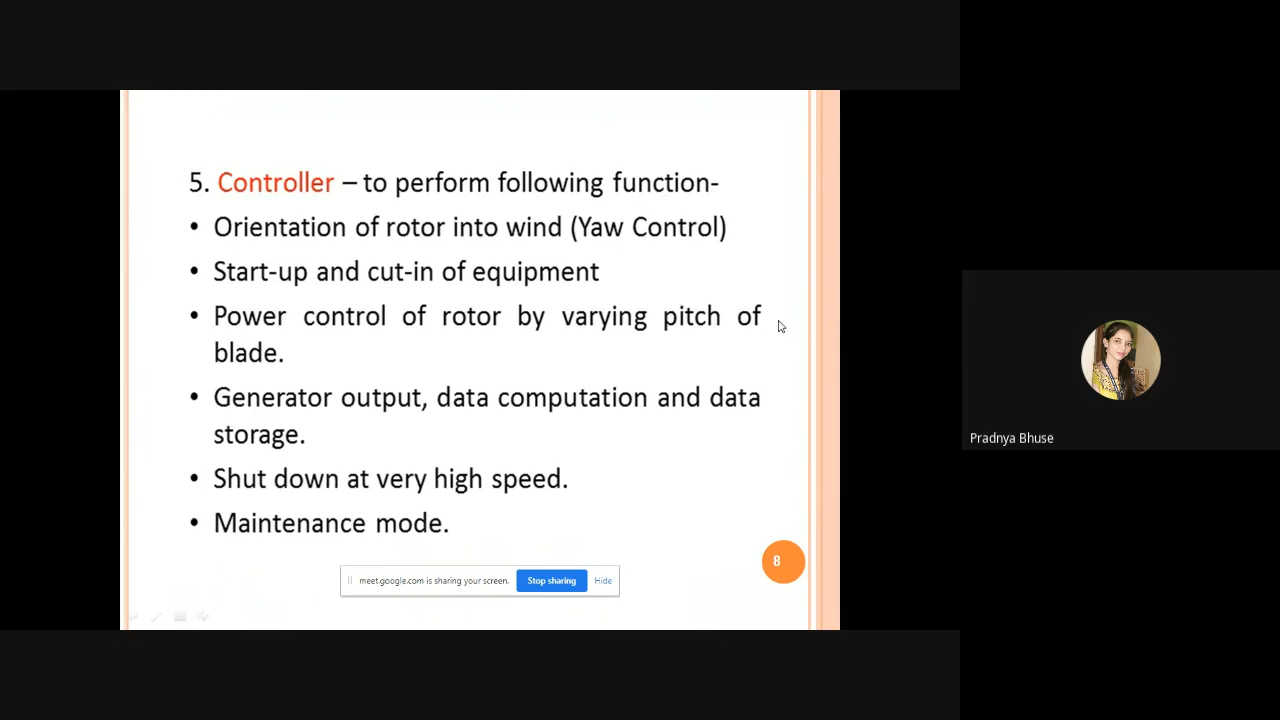 5. Controller – to perform following function-
• Orientation of rotor into wind (Yaw Control)
• Start-up and cut-in of equipment
• Power control of rotor by varying pitch of
blade.
• Generator output, data computation and data
storage.
• Shut down at very high speed.
• Maintenance mode.
8
meet.google.com is sharing your screen.
Stop sharing
Hide
Pradnya Bhuse